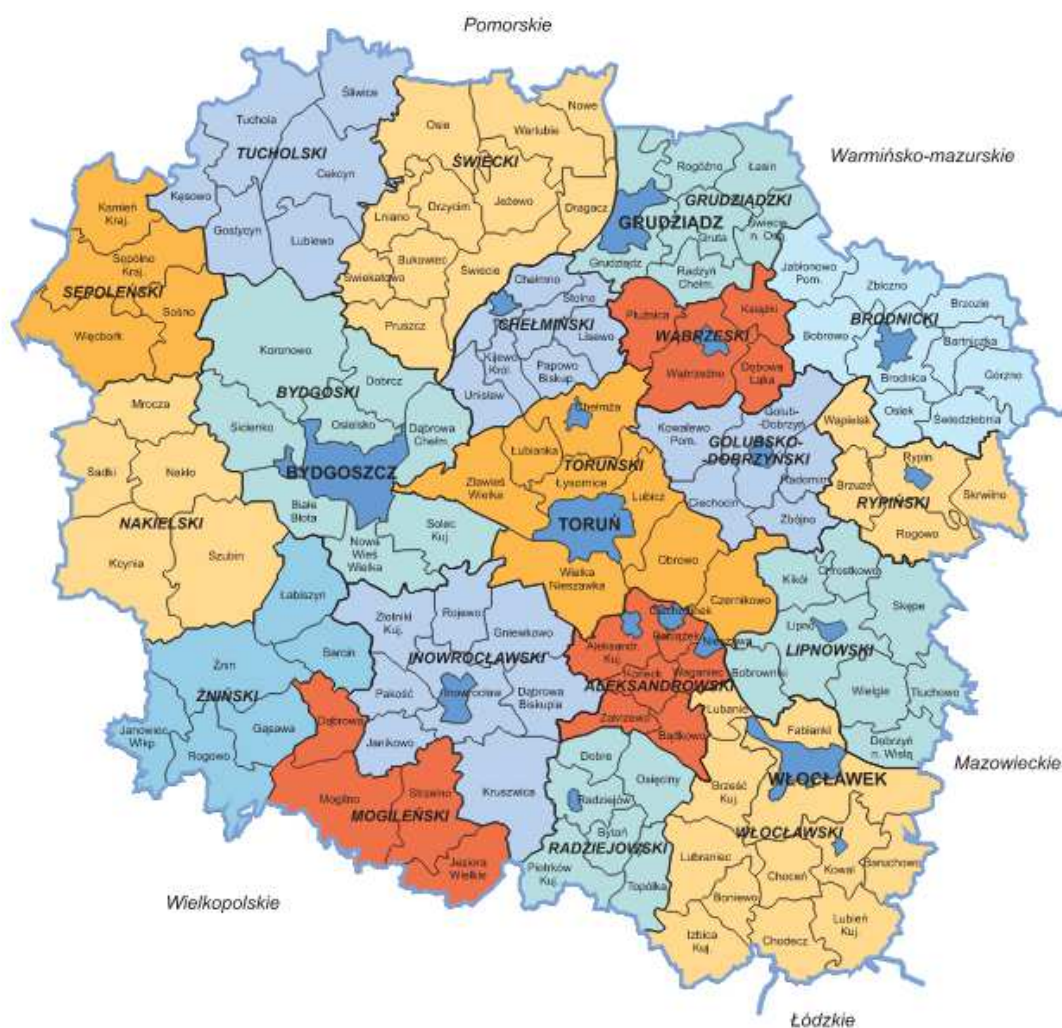 Pomorskie
Śliwice
Tuchola
TUCHOLSKI
Cekcyn
Kęsowo
Gostycyn
Lubiewo
Nowe
Osie
Warlubie
ŚWIECKI
Drzycim
Jeżewo
Lniano
Dragacz
Bukowiec
Świekatowo
Świecie
Pruszcz
Warmińsko-mazurskie
Rogóźno
Łasin
GRUDZIĄDZKI
GRUDZIĄDZ
Świecie
n. Osą
Gruta
Grudziądz
Radzyń
Chełm.
Kamień
Kraj.
Sępólno
Kraj.
SĘPOLEŃSKI
Sośno
Więcbork
Chełmno
Stolno
CHEŁMIŃSKI
Lisewo
Kijewo
Król.
Papowo
Biskup.
Unisław
Płużnica
Książki
WĄBRZESKI
Wąbrzeźno
Dębowa
Łąka
Jabłonowo
Pom.
Zbiczno
Brzozie
BRODNICKI
Bobrowo
Bartniczka
Brodnica
Górzno
Osiek
Świedziebnia
Koronowo
Dobrcz
BYDGOSKI
Osielsko
Sicienko
Dąbrowa
Chełm.
BYDGOSZCZ
Białe
Błota
Solec
Kuj.
Nowa
Wieś
Wielka
Mrocza
Sadki
Nakło
NAKIELSKI
Szubin
Kcynia
Chełmża
Łubianka
TORUŃSKI
Łysomice
Zławieś
Wielka
Lubicz
TORUŃ
Wielka
Nieszawka
Obrowo
Czernikowo
Golub-
-Dobrzyń
Kowalewo
Pom.
GOLUBSKO-
-DOBRZYŃSKI
Radomin
Ciechocin
Zbójno
Wąpielsk
Rypin
Brzuze
Skrwilno
RYPIŃSKI
Rogowo
Łabiszyn
Barcin
Żnin
ŻNIŃSKI
Gąsawa
Janowiec
Wlkp.
Rogowo
Rojewo
Złotniki
Kuj.
Gniewkowo
INOWROCŁAWSKI
Pakość
Inowrocław
Dąbrowa
Biskupia
Janikowo
Kruszwica
Ciechocinek
Aleksandr.
Kuj.
Raciążek
Nieszawa
Koneck
Waganiec
ALEKSANDROWSKI
Zakrzewo
Bądkowo
Kikół
Chrostkowo
Skępe
Lipno
LIPNOWSKI
Bobrowniki
Wielgie
Tłuchowo
Dobrzyń
n. Wisłą
Dąbrowa
Mogilno
Strzelno
MOGILEŃSKI
Jeziora
Wielkie
Dobre
Osięciny
Radziejów
Bytoń
RADZIEJOWSKI
Piotrków
Kuj.
Topólka
Lubanie
Fabianki
WŁOCŁAWEK
Brześć
Kuj.
WŁOCŁAWSKI
Lubraniec
Kowal
Baruchowo
Choceń
Boniewo
Lubień
Kuj.
Izbica
Kuj.
Chodecz
Mazowieckie
Wielkopolskie
Łódzkie